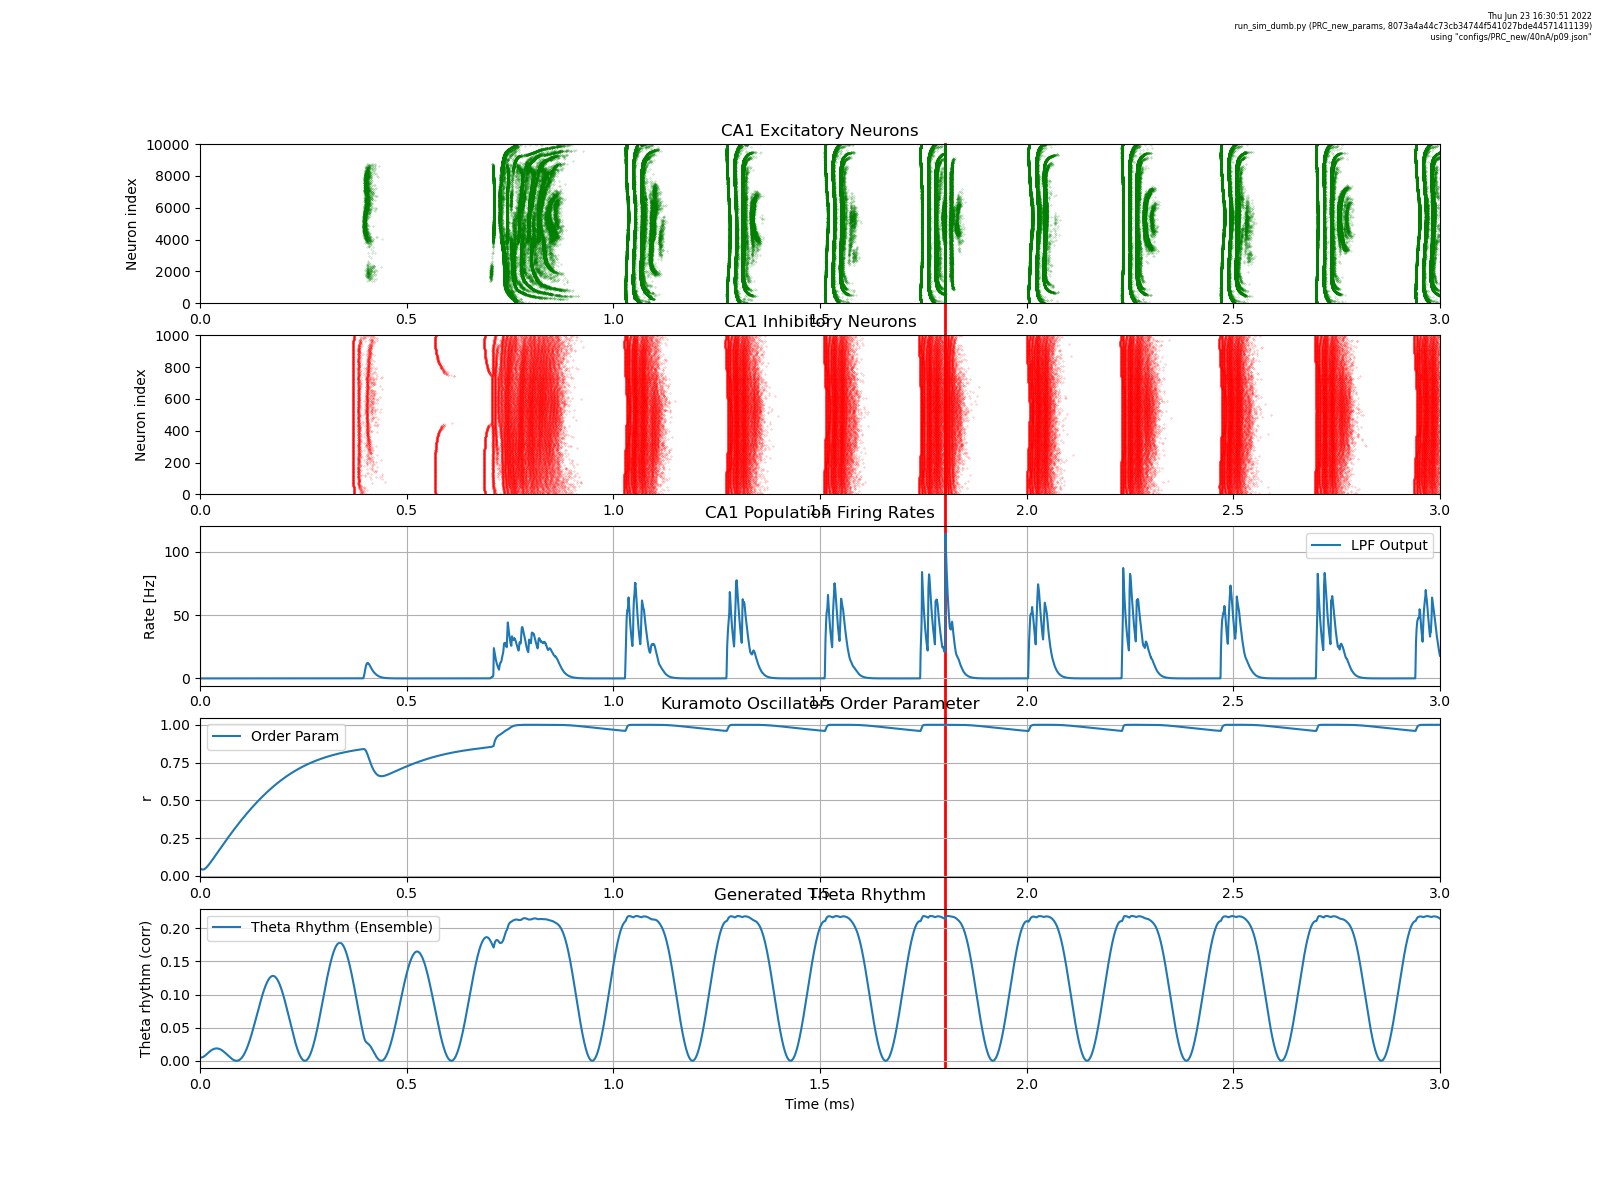 Thu Jun 23 16:30:51 2022
run_sim_dumb.py (PRC_new_params, 8073a4a44c73cb34744f541027bde44571411139)
using "configs/PRC_new/40nA/p09.json"
CA1 Excitatory Neurons
10000
8000
6000
4000
2000
0
Neuron index
0.0 0.5 1.0 1.5 2.0 2.5 3.0
CA1 Inhibitory Neurons
1000
800
600
400
200
0
Neuron index
0.0 0.5 1.0 1.5 2.0 2.5 3.0
CA1 Population Firing Rates
LPF Output
100
50
0
Rate [Hz]
0.0 0.5 1.0 1.5 2.0 2.5 3.0
Kuramoto Oscillators Order Parameter
Order Param
1.00
0.75
0.50
0.25
0.00
r
0.0 0.5 1.0 1.5 2.0 2.5 3.0
Generated Theta Rhythm
Theta Rhythm (Ensemble)
0.20
0.15
0.10
0.05
0.00
Theta rhythm (corr)
0.0 0.5 1.0 1.5 2.0 2.5 3.0
Time (ms)